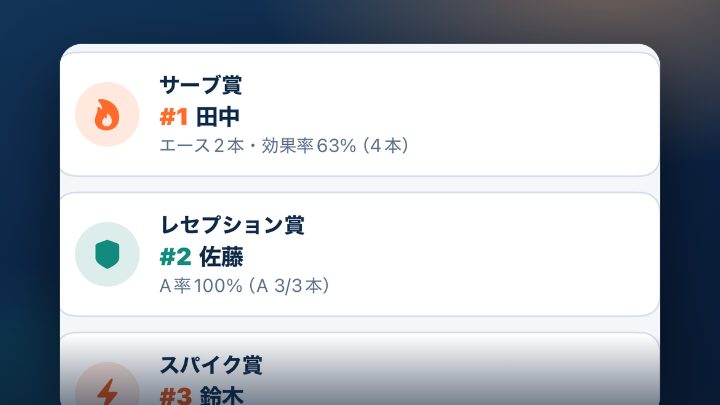 サーブ賞
#1 田中
エース2本・効果率63%（4本）
レセプション賞
#2 佐藤
A率100%（A 3/3本）
スパイク賞
#3 鈴木